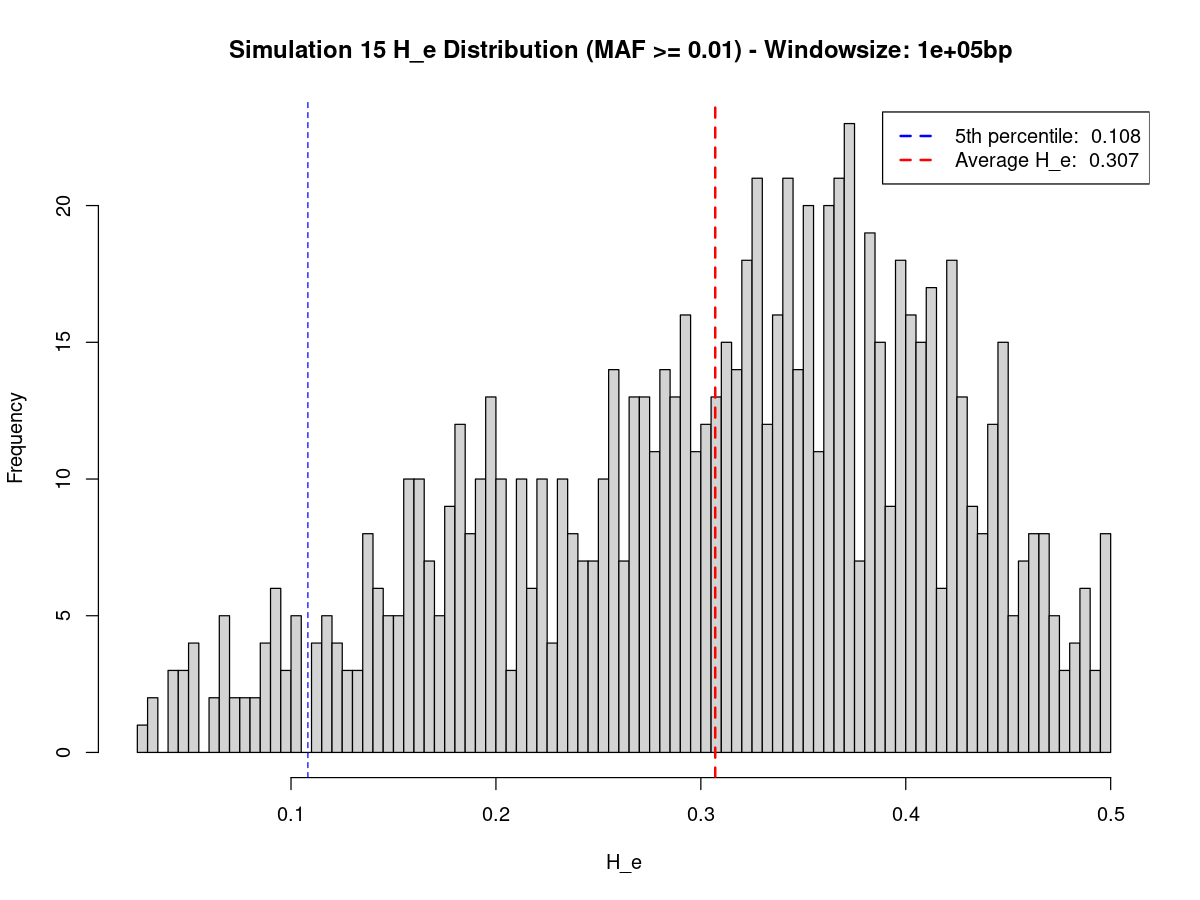 Simulation 15 H_e Distribution (MAF >= 0.01) - Windowsize: 1e+05bp
5th percentile: 0.108
Average H_e: 0.307
Frequency
20
15
10
5
0
0.1 0.2 0.3 0.4 0.5
H_e